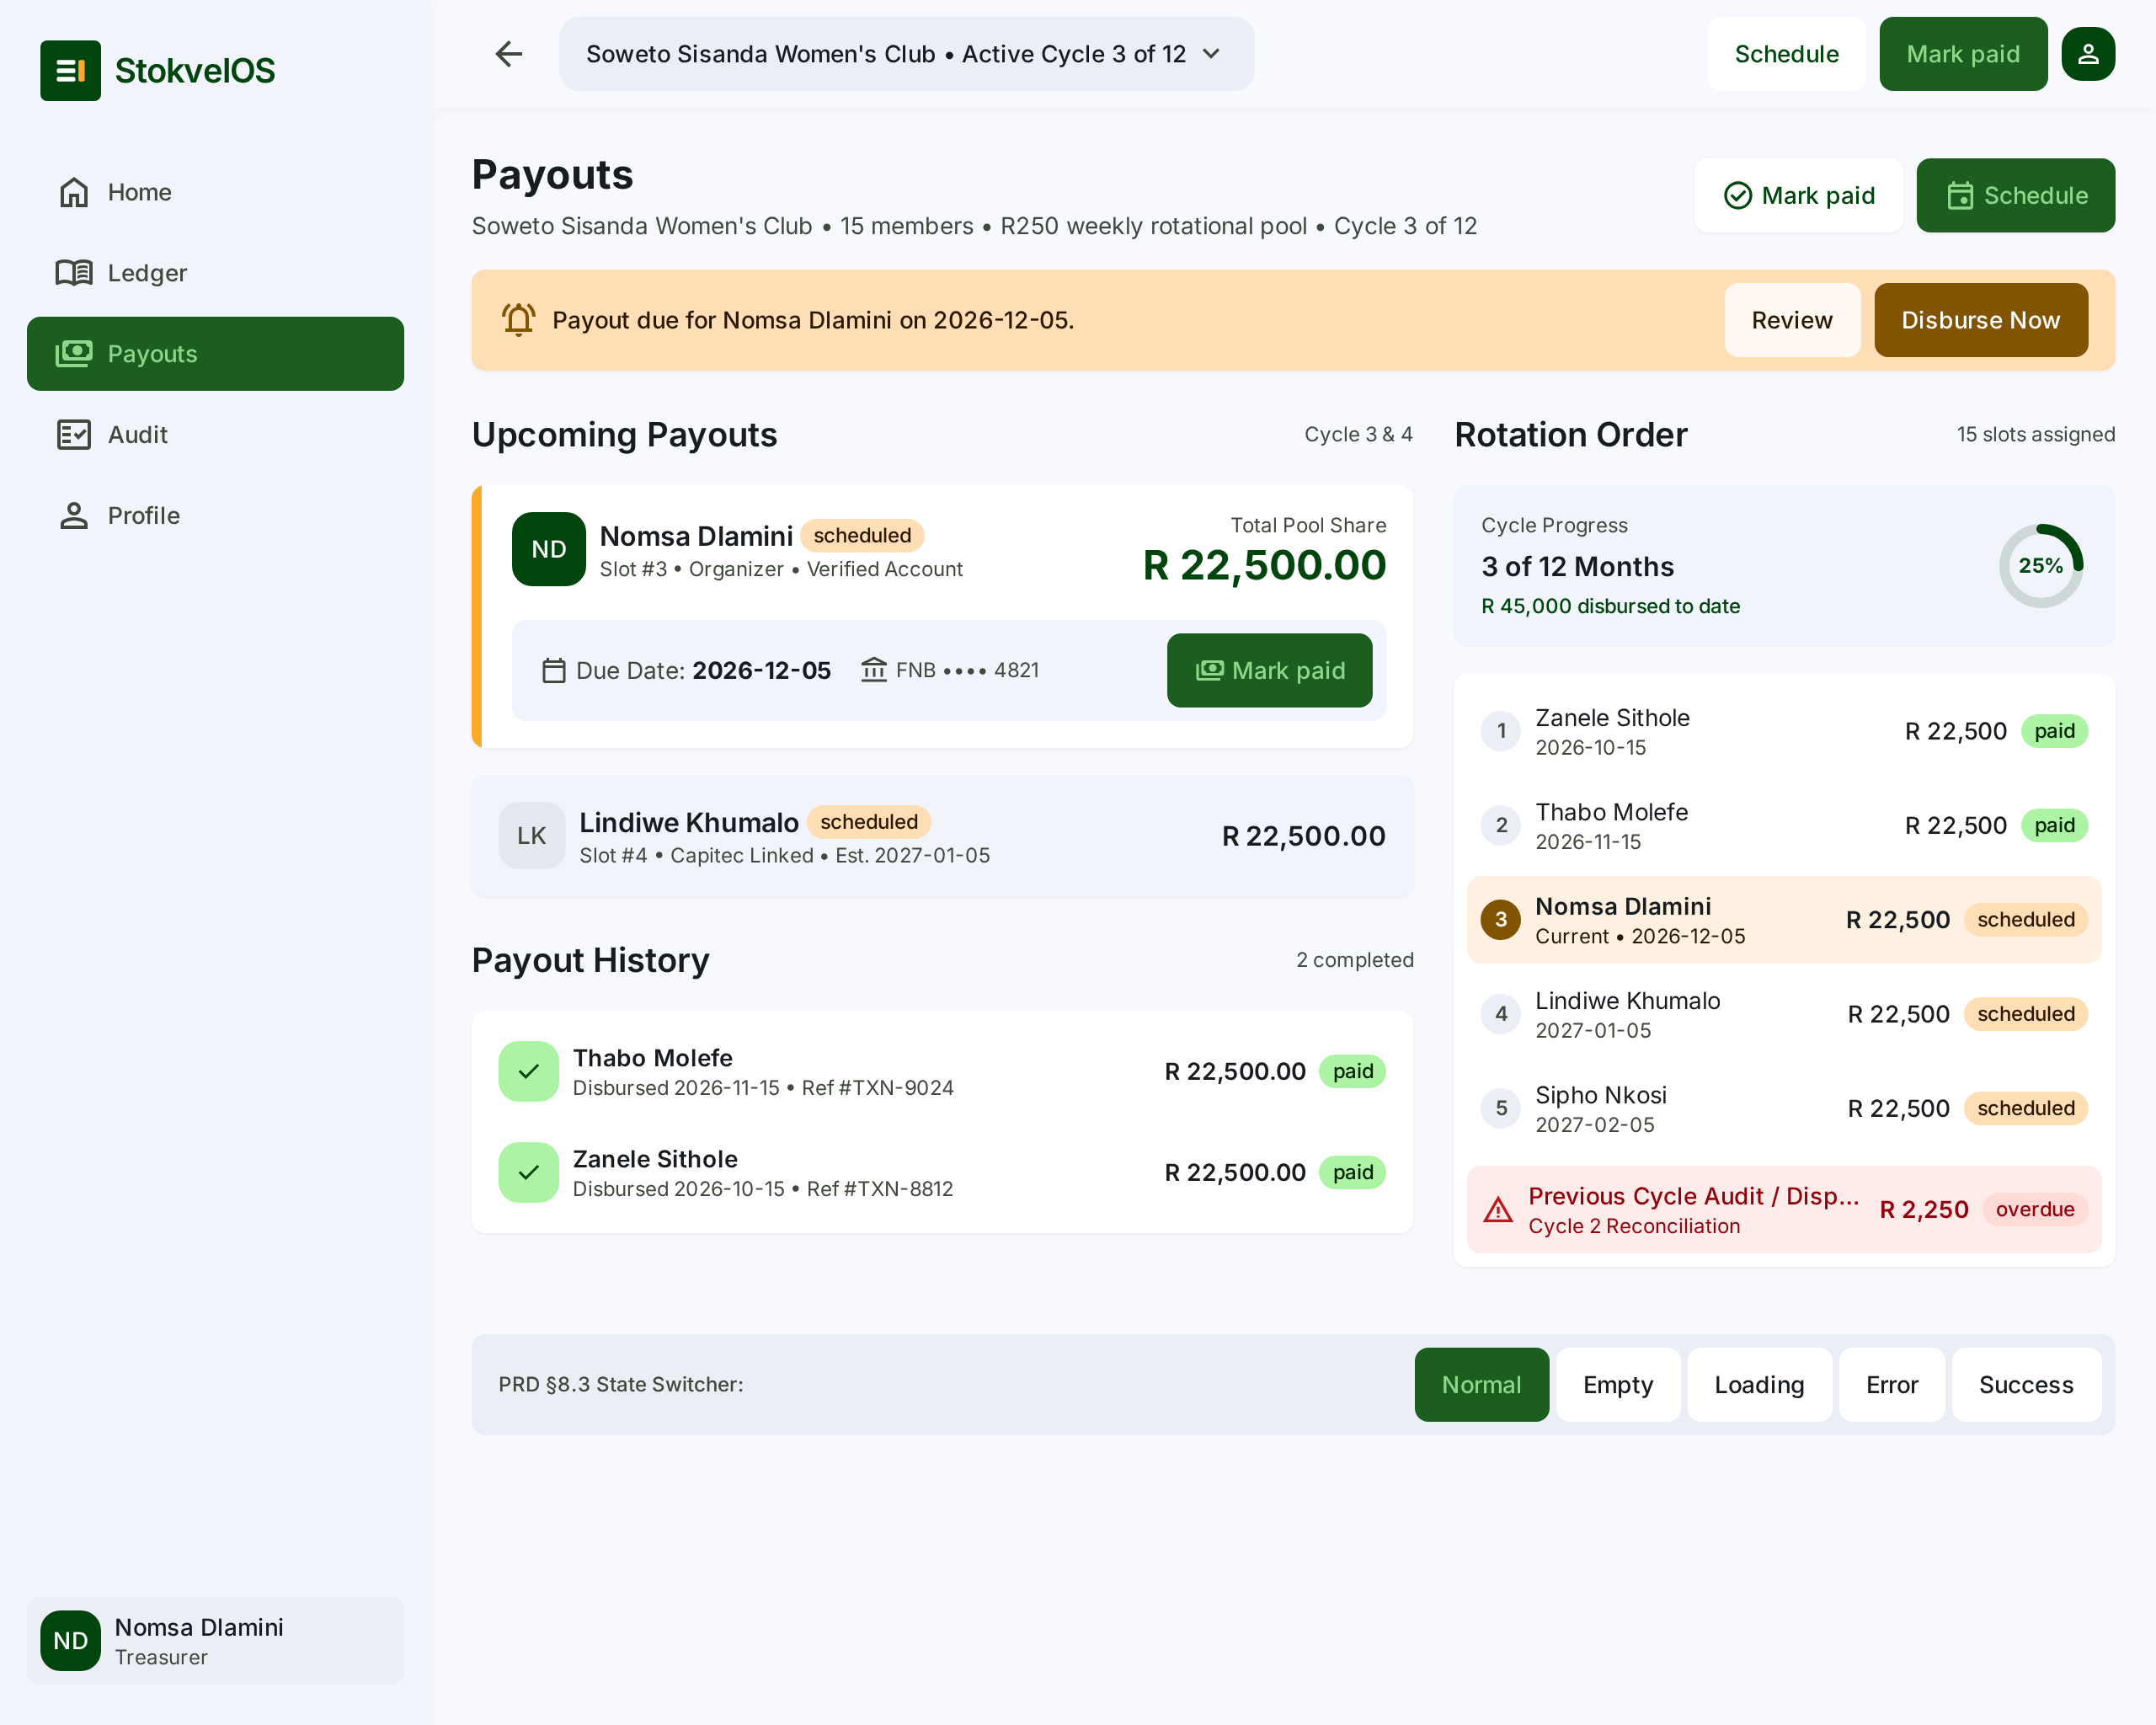 StokvelOS
Home
Ledger
Payouts
Audit
Profile
ND
Nomsa Dlamini
Treasurer
Soweto Sisanda Women's Club • Active Cycle 3 of 12
Schedule
Mark paid
Payouts
Soweto Sisanda Women's Club • 15 members • R250 weekly rotational pool • Cycle 3 of 12
Mark paid
Schedule
Payout due for Nomsa Dlamini on 2026-12-05.
Review
Disburse Now
Upcoming Payouts
Cycle 3 & 4
ND
Nomsa Dlamini scheduled
Slot #3 • Organizer • Verified Account
Total Pool Share
R 22,500.00
Due Date: 2026-12-05
FNB •••• 4821
Mark paid
LK
Lindiwe Khumalo scheduled
Slot #4 • Capitec Linked • Est. 2027-01-05
R 22,500.00
Payout History
2 completed
Thabo Molefe
Disbursed 2026-11-15 • Ref #TXN-9024
R 22,500.00 paid
Zanele Sithole
Disbursed 2026-10-15 • Ref #TXN-8812
R 22,500.00 paid
Rotation Order
15 slots assigned
Cycle Progress
3 of 12 Months
R 45,000 disbursed to date
25%
1
Zanele Sithole
2026-10-15
R 22,500 paid
2
Thabo Molefe
2026-11-15
R 22,500 paid
3
Nomsa Dlamini
Current • 2026-12-05
R 22,500 scheduled
4
Lindiwe Khumalo
2027-01-05
R 22,500 scheduled
5
Sipho Nkosi
2027-02-05
R 22,500 scheduled
Previous Cycle Audit / Disp...
Cycle 2 Reconciliation
R 2,250 overdue
PRD §8.3 State Switcher:
Normal
Empty
Loading
Error
Success